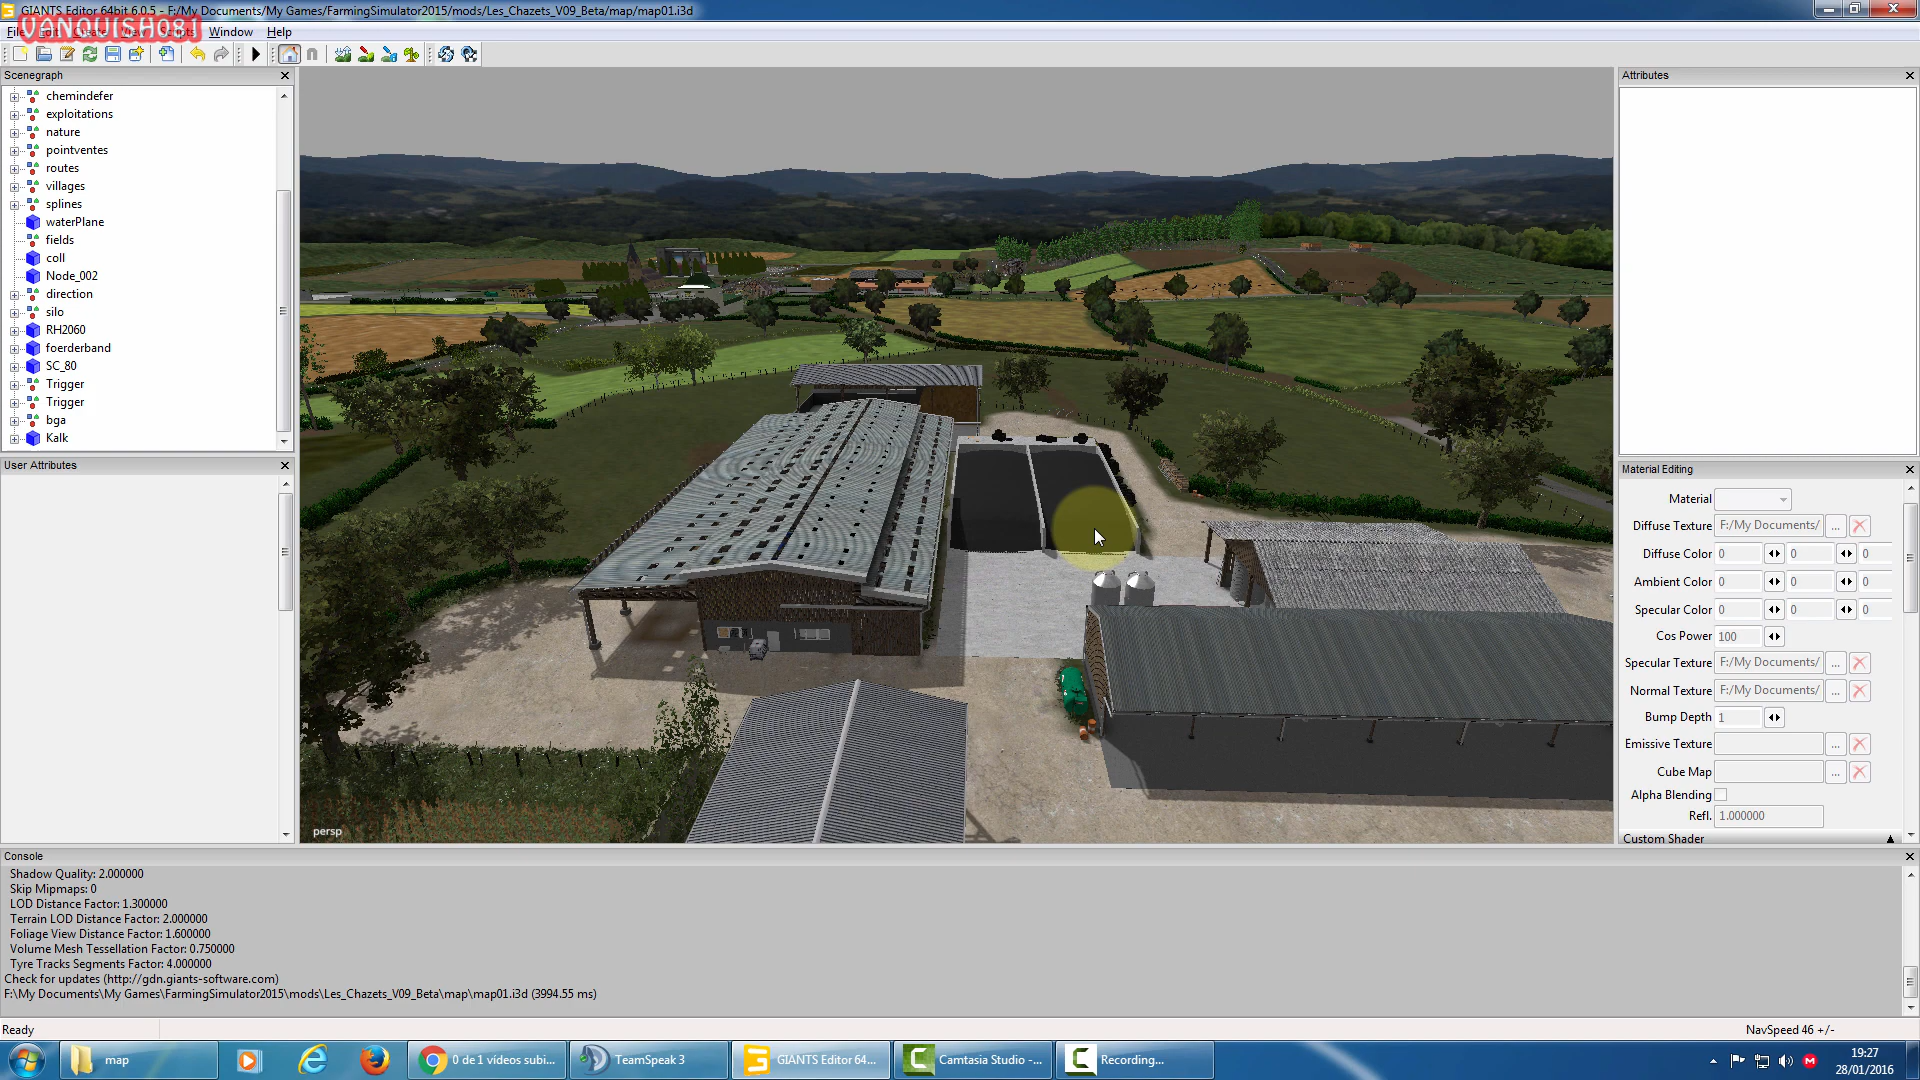 GIANTS Editor 64bit 6.0.5 - F:/My Documents/My Games/FarmingSimulator2015/mods/Les_Chazets_V09_Beta/map/map01.i3d
VANQUISH081
Window Help
Scenegraph
chemindefer
exploitations
nature
pointventes
routes
villages
splines
waterPlane
fields
coll
Node_002
direction
silo
RH2060
foerderband
SC_80
Trigger
Trigger
bga
Kalk
User Attributes
persp
Attributes
Material Editing
Material
Diffuse Texture F:/My Documents/ ...
Diffuse Color 0 0 0
Ambient Color 0 0 0
Specular Color 0 0 0
Cos Power 100
Specular Texture F:/My Documents/ ...
Normal Texture F:/My Documents/ ...
Bump Depth 1
Emissive Texture ...
Cube Map ...
Alpha Blending
Refl. 1.000000
Custom Shader
Console
Shadow Quality: 2.000000
Skip Mipmaps: 0
LOD Distance Factor: 1.300000
Terrain LOD Distance Factor: 2.000000
Foliage View Distance Factor: 1.600000
Volume Mesh Tessellation Factor: 0.750000
Tyre Tracks Segments Factor: 4.000000
Check for updates (http://gdn.giants-software.com)
F:\My Documents\My Games\FarmingSimulator2015\mods\Les_Chazets_V09_Beta\map\map01.i3d (3994.55 ms)
Ready
NavSpeed 46 +/-
map
0 de 1 vídeos subi...
TeamSpeak 3
GIANTS Editor 64...
Camtasia Studio -...
Recording...
19:27
28/01/2016